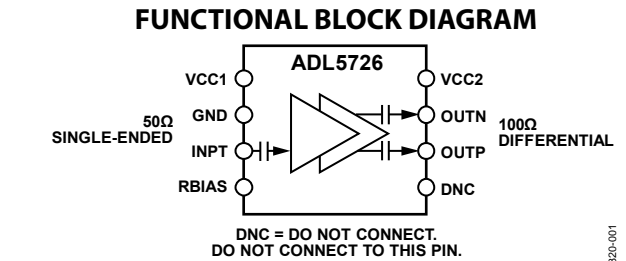 FUNCTIONAL BLOCK DIAGRAM
ADL5726
VCC1
VCC2
GND
OUTN
50Ω
SINGLE-ENDED
100Ω
DIFFERENTIAL
INPT
OUTP
RBIAS
DNC
DNC = DO NOT CONNECT.
DO NOT CONNECT TO THIS PIN.